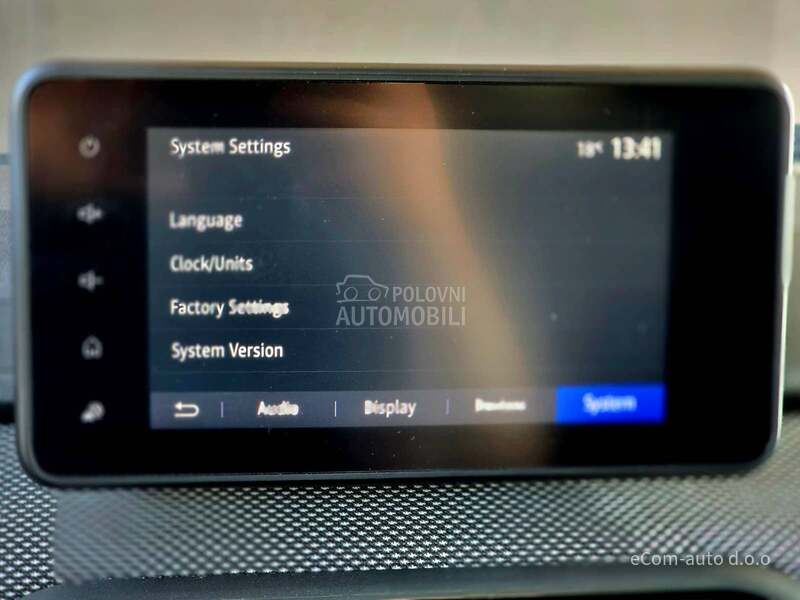 System Settings
18°C 13:41
Language
Clock/Units
Factory Settings
System Version
Audio
Display
Devices
System
POLOVNI
AUTOMOBILI
eCom-auto d.o.o